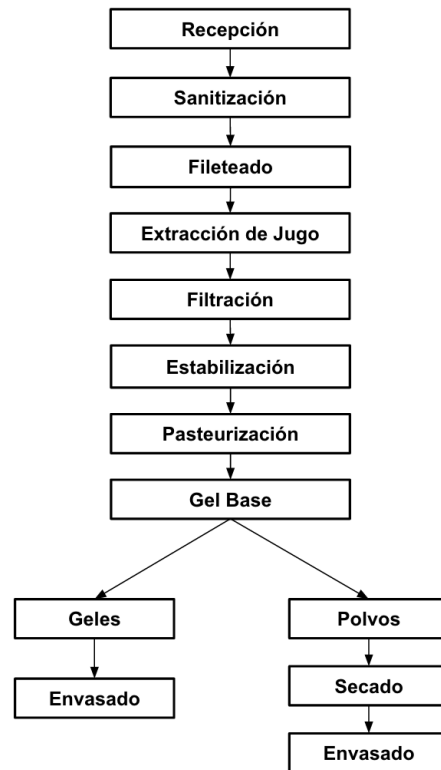 Recepción
Sanitización
Fileteado
Extracción de Jugo
Filtración
Estabilización
Pasteurización
Gel Base
Geles
Polvos
Envasado
Secado
Envasado